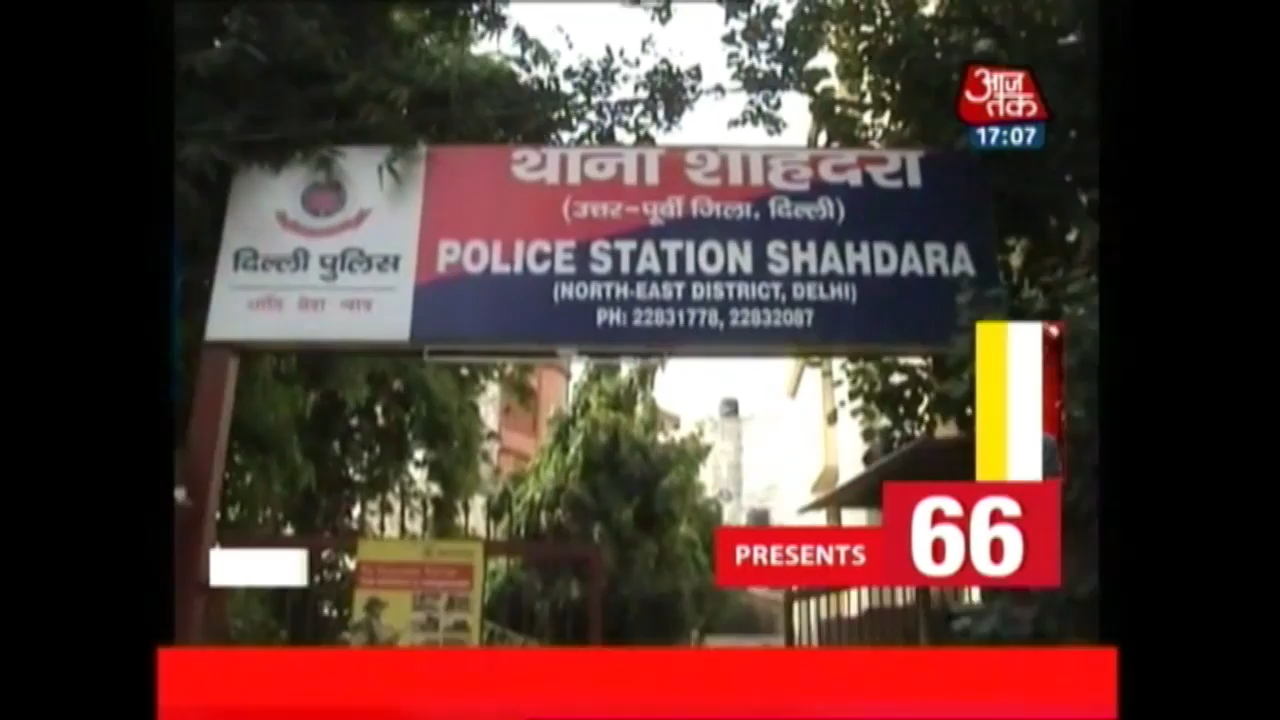 आज
तक
17:07
थाना शाहदरा
(उत्तर-पूर्वी जिला, दिल्ली)
दिल्ली पुलिस
शांति सेवा न्याय
POLICE STATION SHAHDARA
(NORTH-EAST DISTRICT, DELHI)
PH: 22831778, 22832087
PRESENTS 66